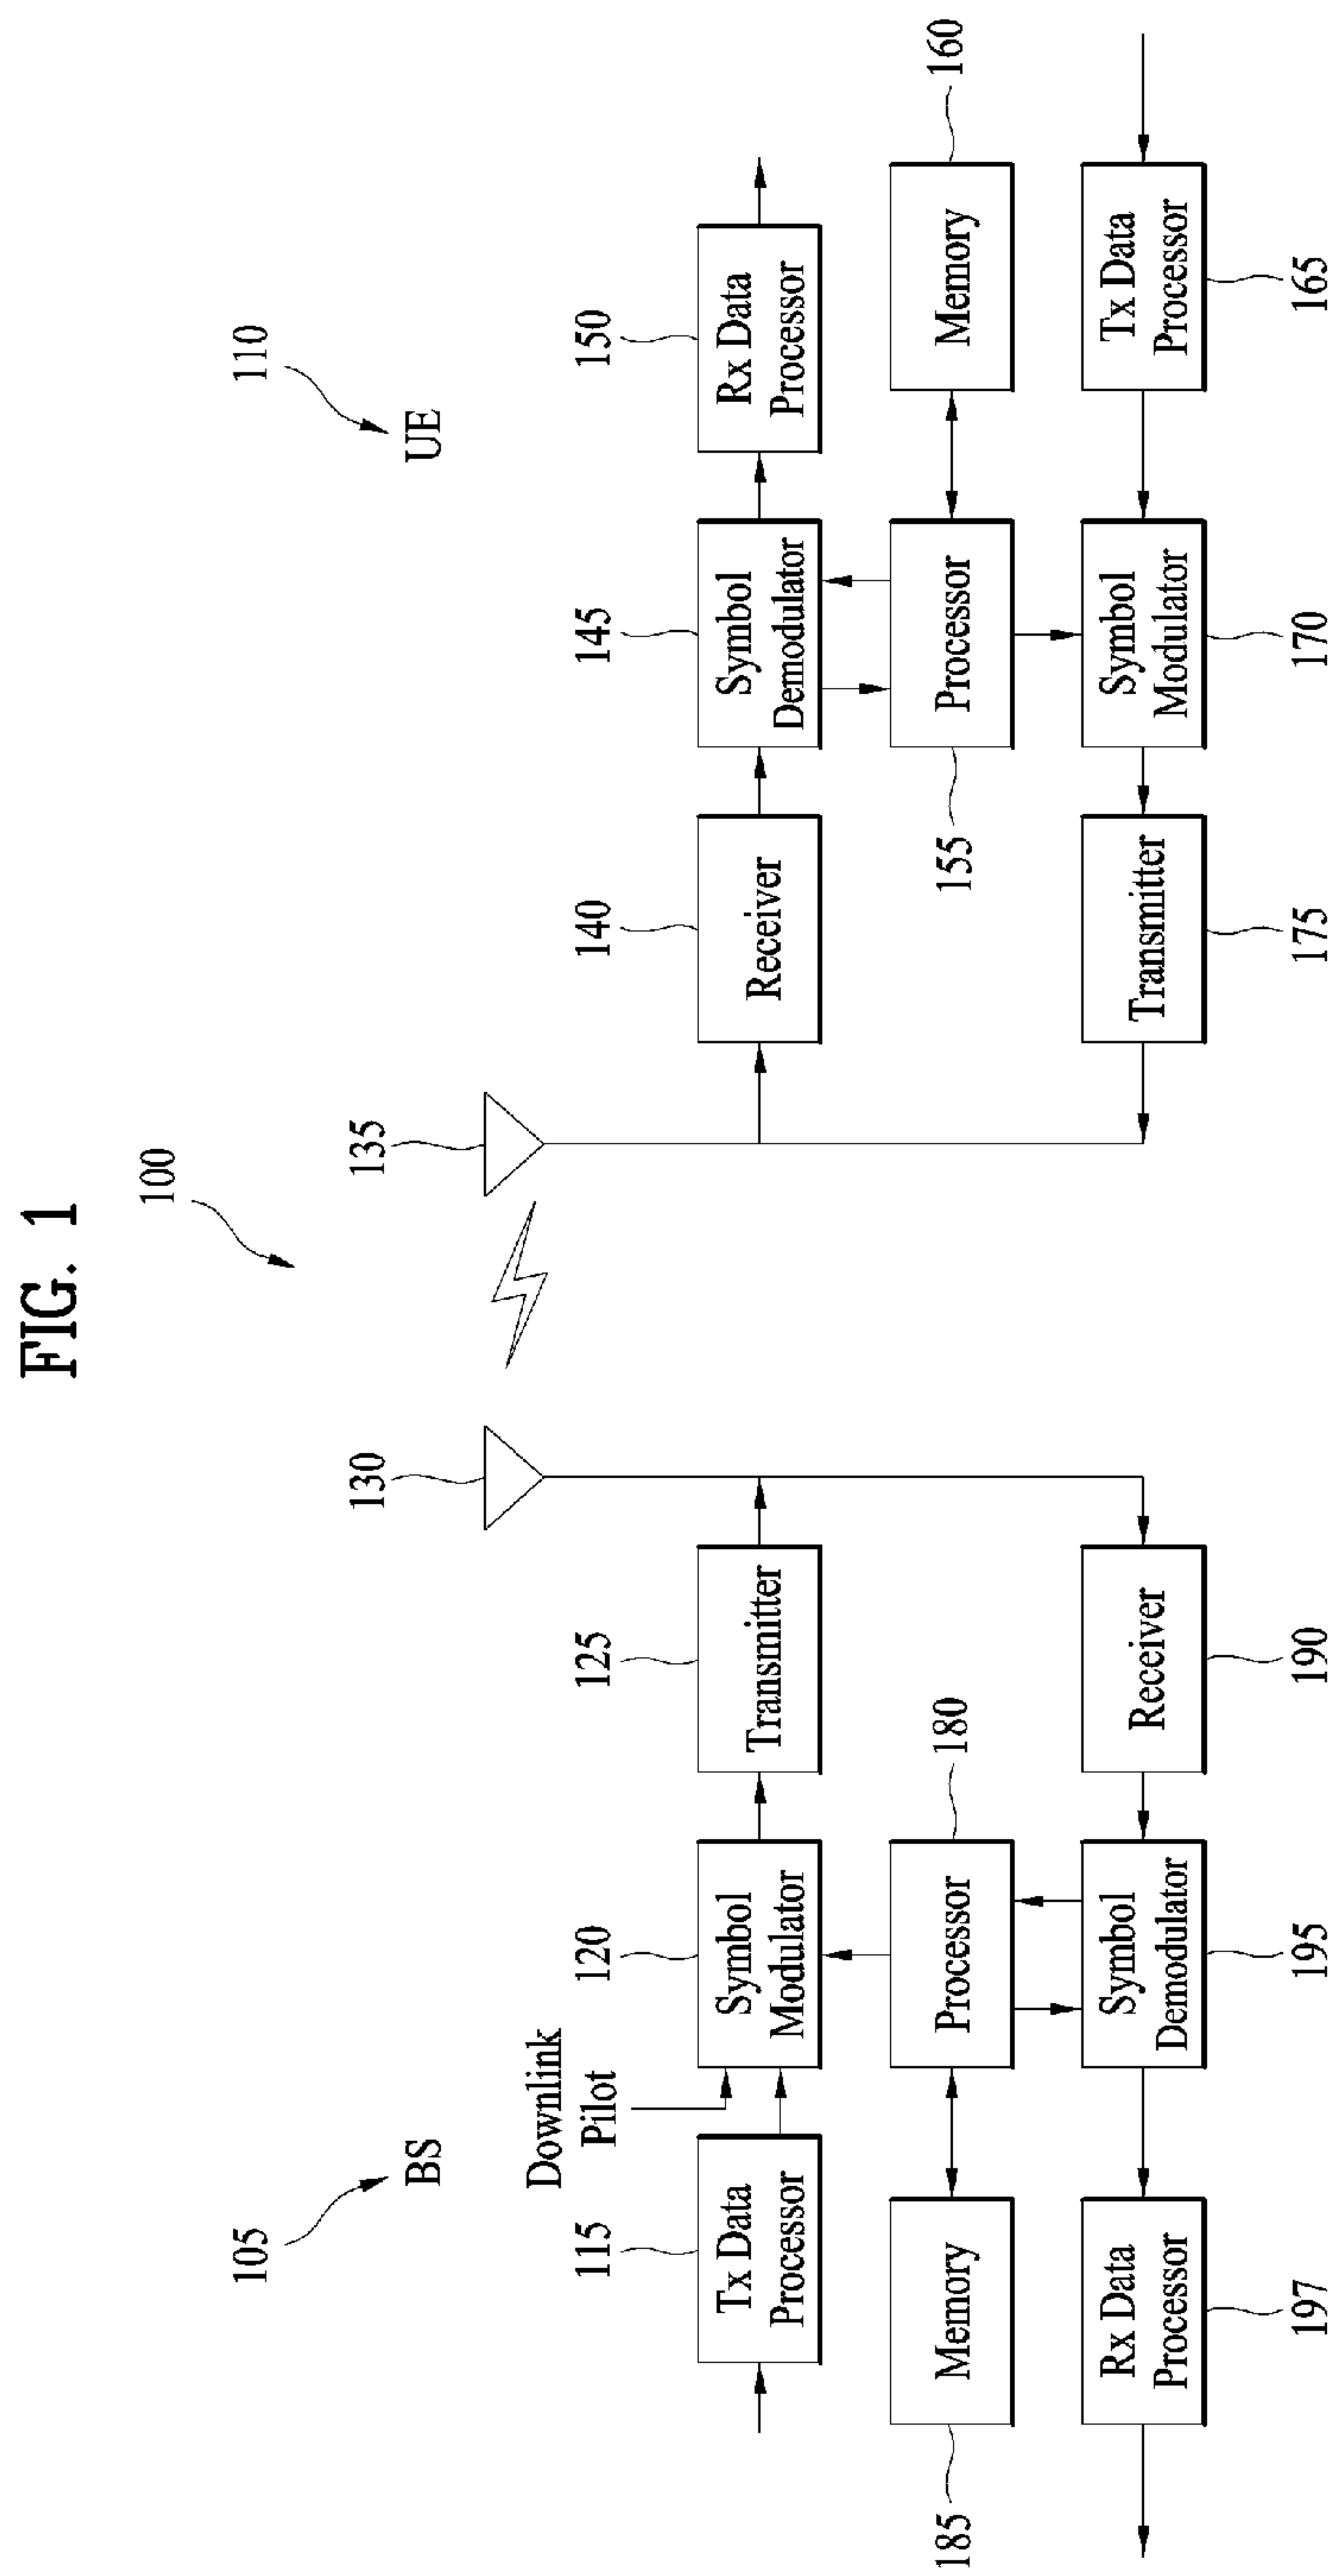 FIG. 1
100
105
BS
110
UE
130
135
Downlink
Pilot
115
Tx Data
Processor
120
Symbol
Modulator
125
Transmitter
140
Receiver
145
Symbol
Demodulator
150
Rx Data
Processor
185
Memory
180
Processor
155
Processor
160
Memory
197
Rx Data
Processor
195
Symbol
Demodulator
190
Receiver
175
Transmitter
170
Symbol
Modulator
165
Tx Data
Processor